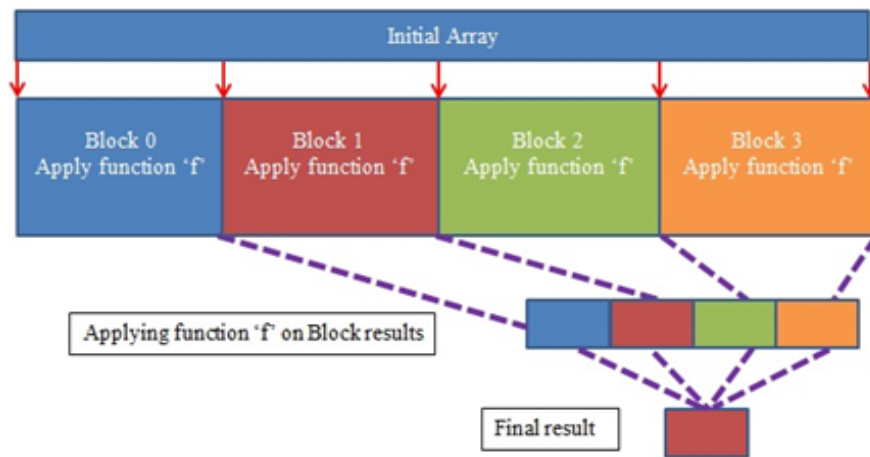 Initial Array
Block 0
Apply function ‘f’
Block 1
Apply function ‘f’
Block 2
Apply function ‘f’
Block 3
Apply function ‘f’
Applying function ‘f’ on Block results
Final result